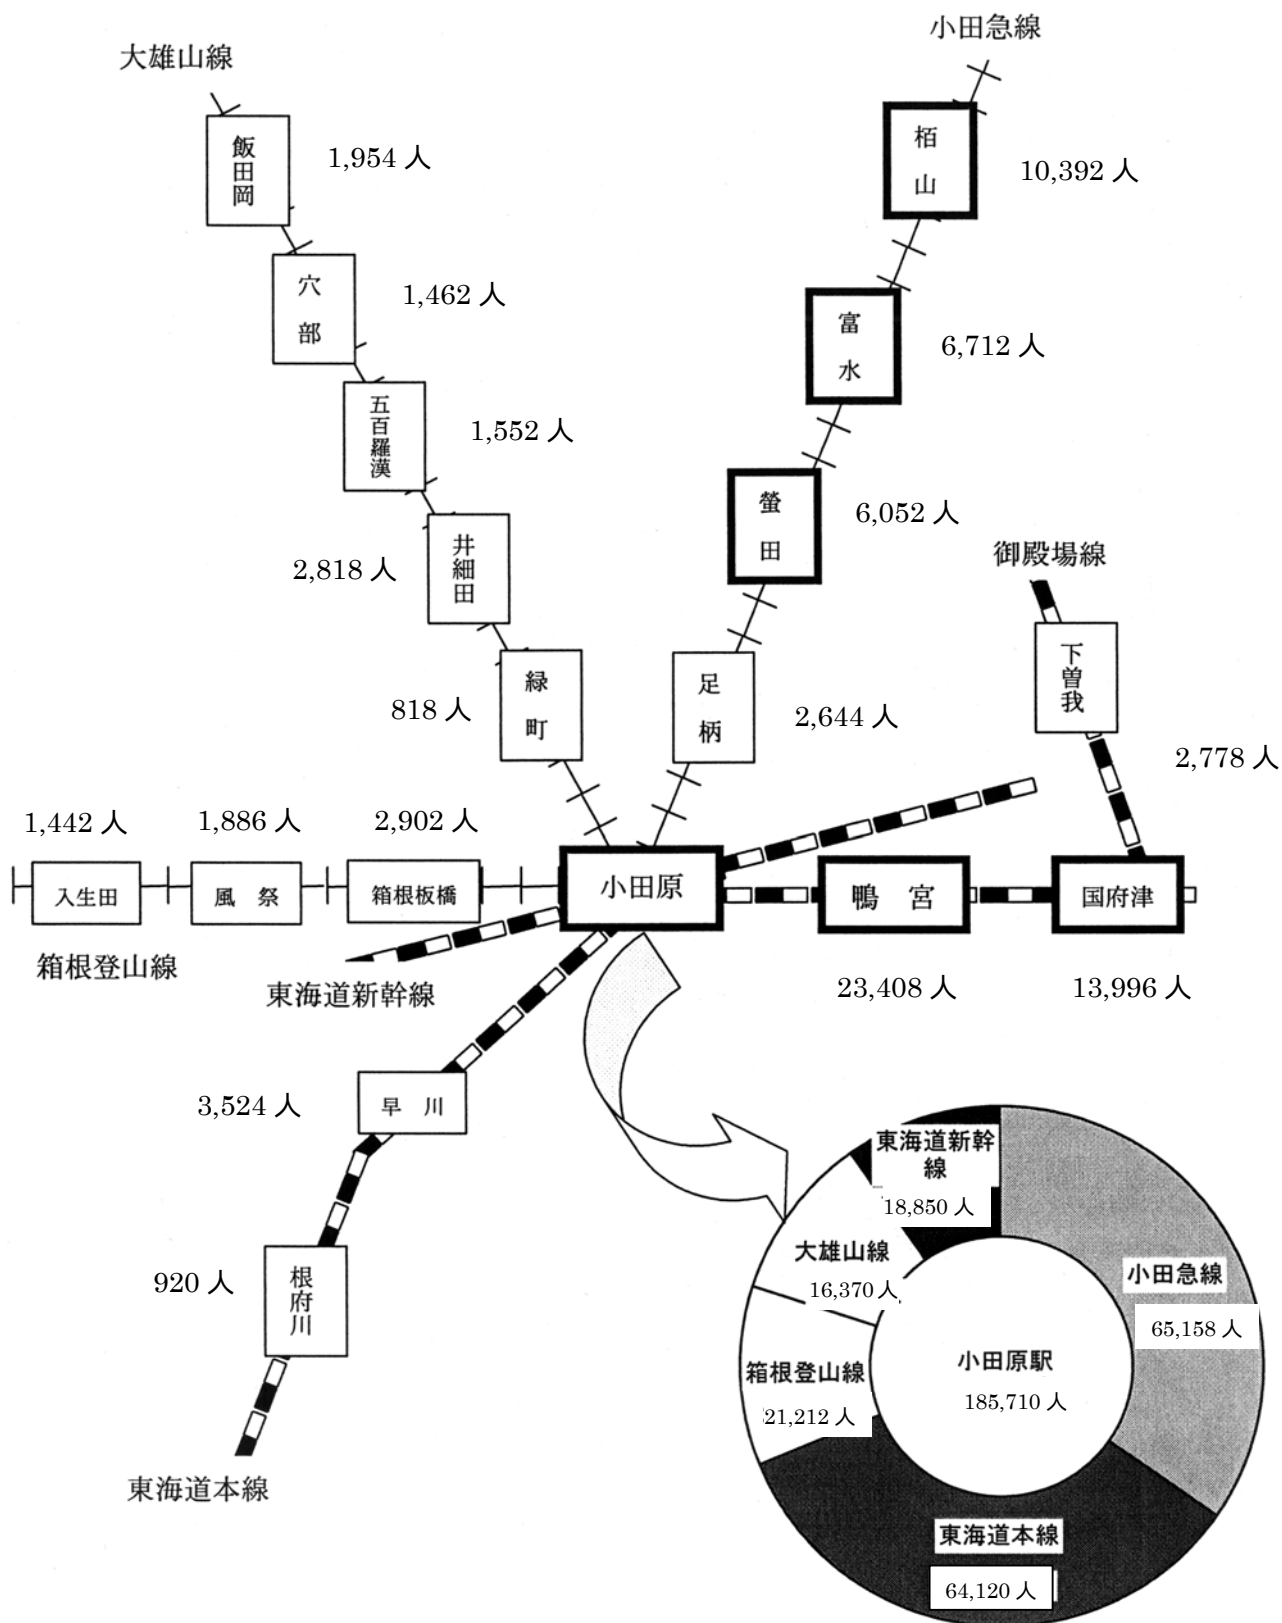 小田急線
大雄山線
飯田岡
1,954 人
栢山
10,392 人
穴部
1,462 人
富水
6,712 人
五百羅漢
1,552 人
螢田
6,052 人
井細田
2,818 人
御殿場線
下曽我
2,778 人
緑町
818 人
足柄
2,644 人
1,442 人
1,886 人
2,902 人
入生田
風祭
箱根板橋
小田原
鴨宮
国府津
箱根登山線
東海道新幹線
23,408 人
13,996 人
早川
3,524 人
根府川
920 人
東海道本線
東海道新幹
線
18,850 人
大雄山線
16,370 人
小田急線
65,158 人
箱根登山線
21,212 人
小田原駅
185,710 人
東海道本線
64,120 人